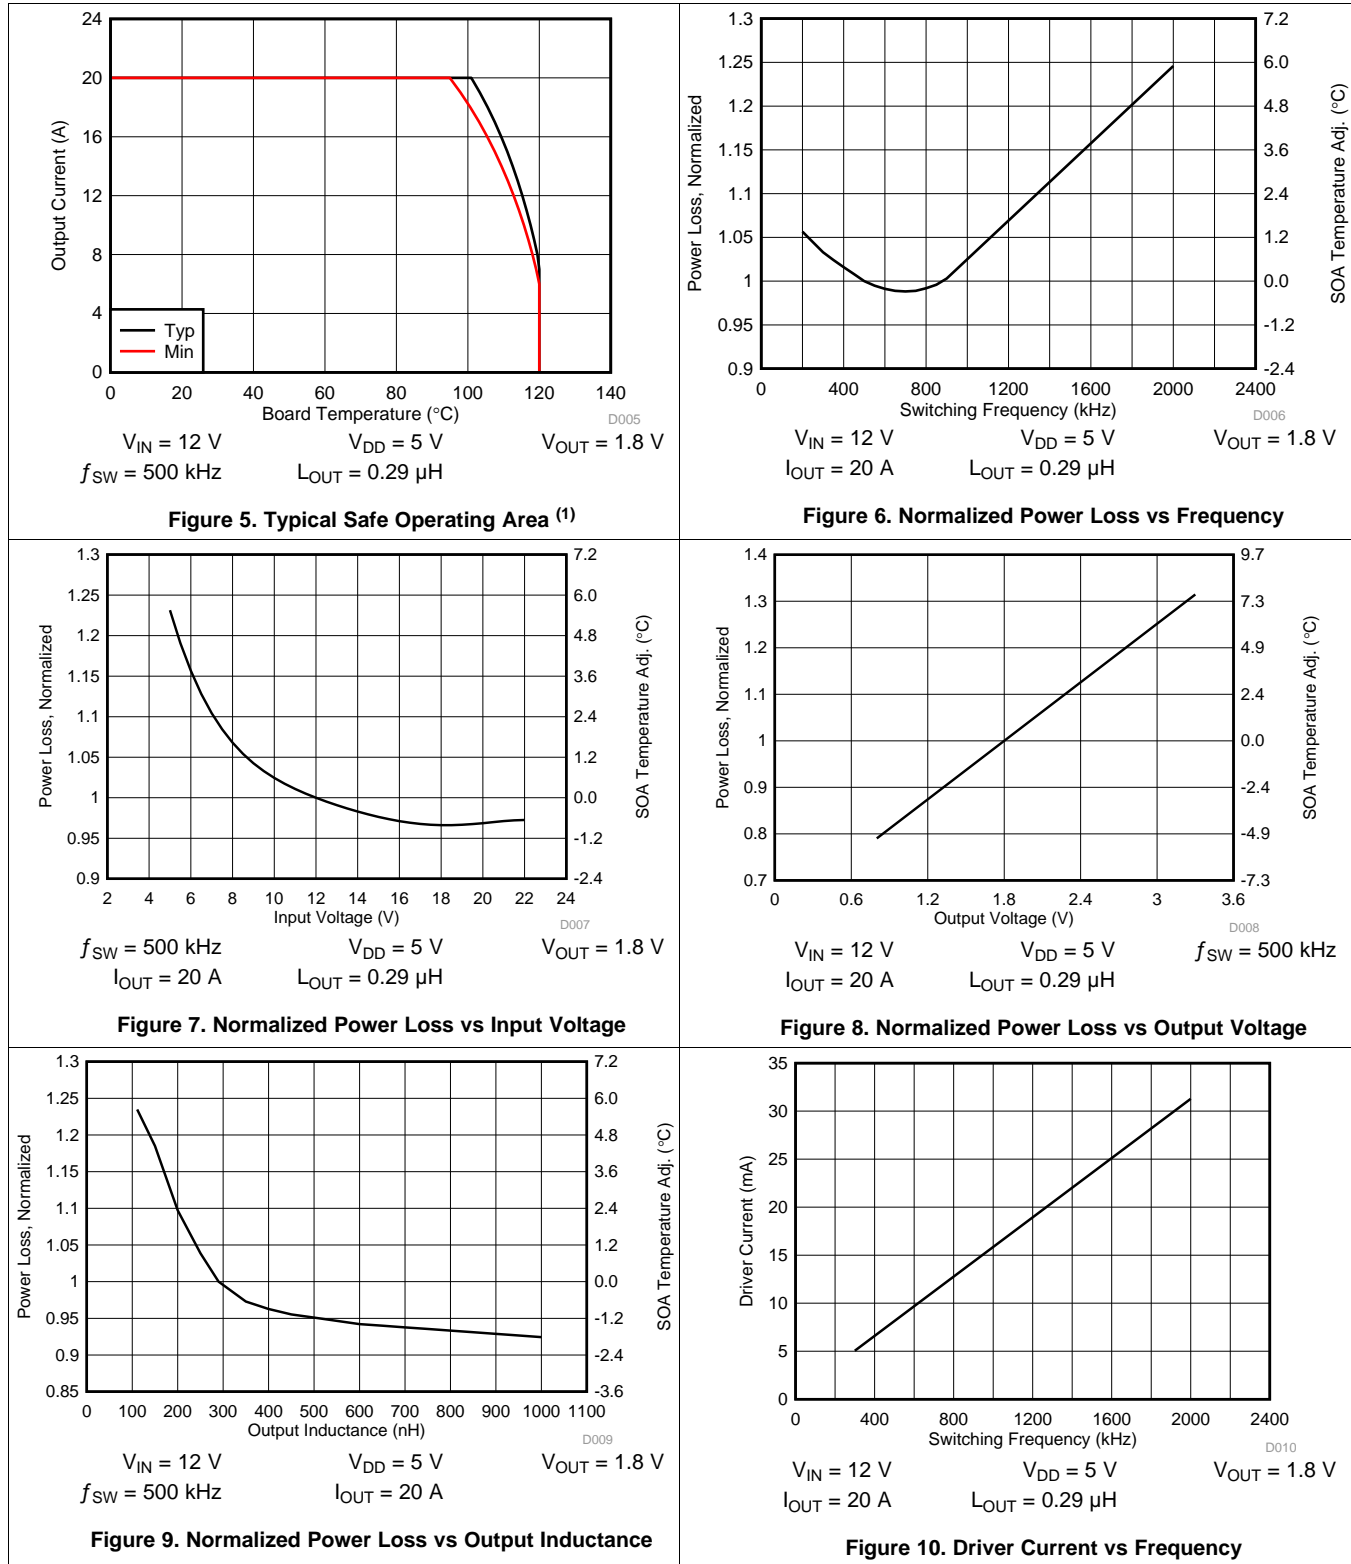 24
20
16
12
8
4
0
0 20 40 60 80 100 120 140
Output Current (A)
Board Temperature (°C)
Typ
Min
D005
V_IN = 12 V V_DD = 5 V V_OUT = 1.8 V
ƒ_SW = 500 kHz L_OUT = 0.29 µH
Figure 5. Typical Safe Operating Area (1)
1.3
1.25
1.2
1.15
1.1
1.05
1
0.95
0.9
7.2
6.0
4.8
3.6
2.4
1.2
0.0
-1.2
-2.4
0 400 800 1200 1600 2000 2400
Power Loss, Normalized
SOA Temperature Adj. (°C)
Switching Frequency (kHz)
D006
V_IN = 12 V V_DD = 5 V V_OUT = 1.8 V
I_OUT = 20 A L_OUT = 0.29 µH
Figure 6. Normalized Power Loss vs Frequency
1.3
1.25
1.2
1.15
1.1
1.05
1
0.95
0.9
7.2
6.0
4.8
3.6
2.4
1.2
0.0
-1.2
-2.4
2 4 6 8 10 12 14 16 18 20 22 24
Power Loss, Normalized
SOA Temperature Adj. (°C)
Input Voltage (V)
D007
ƒ_SW = 500 kHz V_DD = 5 V V_OUT = 1.8 V
I_OUT = 20 A L_OUT = 0.29 µH
Figure 7. Normalized Power Loss vs Input Voltage
1.4
1.3
1.2
1.1
1
0.9
0.8
0.7
9.7
7.3
4.9
2.4
0.0
-2.4
-4.9
-7.3
0 0.6 1.2 1.8 2.4 3 3.6
Power Loss, Normalized
SOA Temperature Adj. (°C)
Output Voltage (V)
D008
V_IN = 12 V V_DD = 5 V ƒ_SW = 500 kHz
I_OUT = 20 A L_OUT = 0.29 µH
Figure 8. Normalized Power Loss vs Output Voltage
1.3
1.25
1.2
1.15
1.1
1.05
1
0.95
0.9
0.85
7.2
6.0
4.8
3.6
2.4
1.2
0.0
-1.2
-2.4
-3.6
0 100 200 300 400 500 600 700 800 900 1000 1100
Power Loss, Normalized
SOA Temperature Adj. (°C)
Output Inductance (nH)
D009
V_IN = 12 V V_DD = 5 V V_OUT = 1.8 V
ƒ_SW = 500 kHz I_OUT = 20 A
Figure 9. Normalized Power Loss vs Output Inductance
35
30
25
20
15
10
5
0
0 400 800 1200 1600 2000 2400
Driver Current (mA)
Switching Frequency (kHz)
D010
V_IN = 12 V V_DD = 5 V V_OUT = 1.8 V
I_OUT = 20 A L_OUT = 0.29 µH
Figure 10. Driver Current vs Frequency